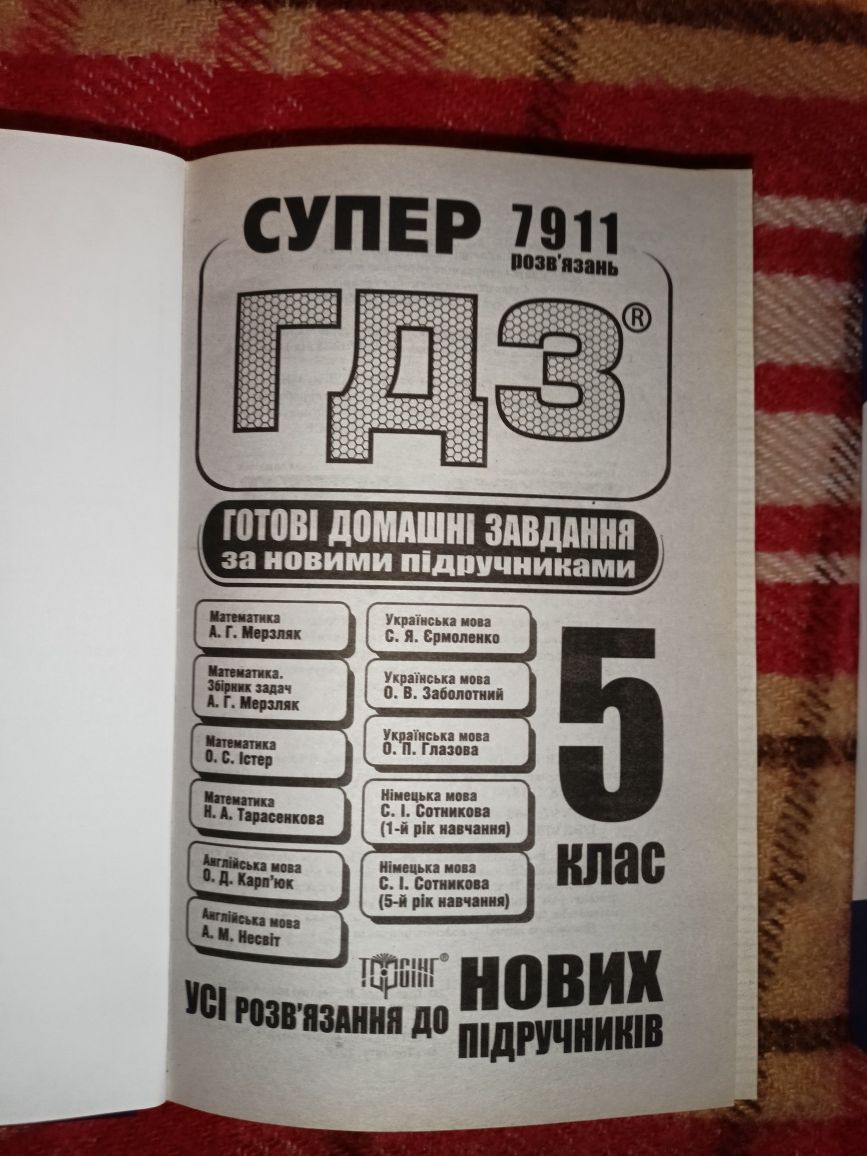 СУПЕР
7911
розв'язань
ГДЗ®
ГОТОВІ ДОМАШНІ ЗАВДАННЯ
за новими підручниками
Математика
А. Г. Мерзляк
Математика.
Збірник задач
А. Г. Мерзляк
Математика
О. С. Істер
Математика
Н. А. Тарасенкова
Англійська мова
О. Д. Карп'юк
Англійська мова
А. М. Несвіт
Українська мова
С. Я. Єрмоленко
Українська мова
О. В. Заболотний
Українська мова
О. П. Глазова
Німецька мова
С. І. Сотникова
(1-й рік навчання)
Німецька мова
С. І. Сотникова
(5-й рік навчання)
5
клас
ТОРСІНГ®
УСІ РОЗВ'ЯЗАННЯ ДО
НОВИХ
ПІДРУЧНИКІВ